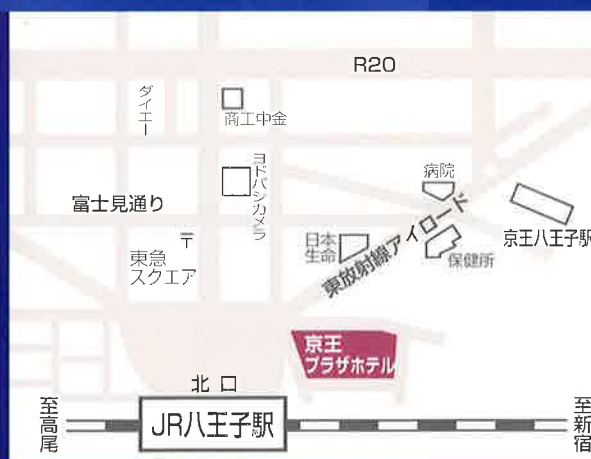 R20
ダイエー
商工中金
ヨドバシカメラ
病院
富士見通り
〒
東急
スクエア
日本
生命
東放射線アイロード
保健所
京王八王子駅
京王
プラザホテル
北口
至高尾
JR八王子駅
至新宿